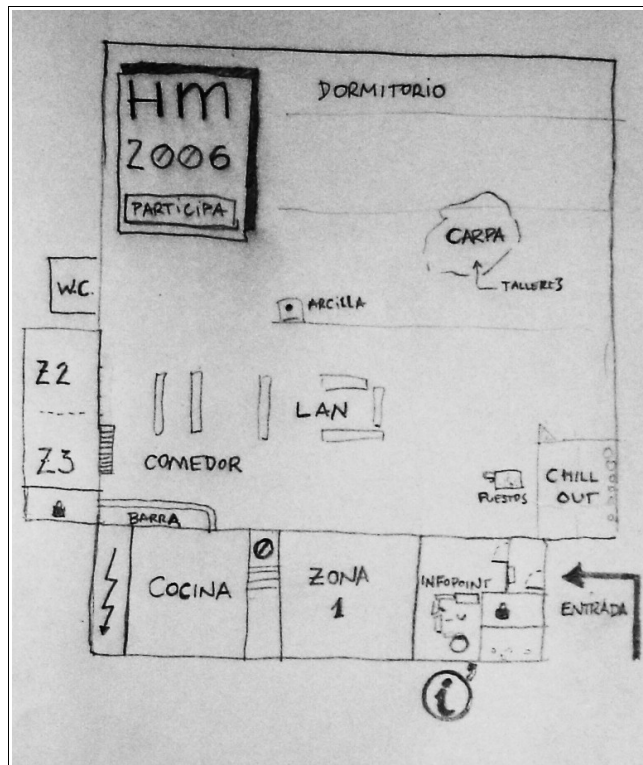 HM
2006
PARTICIPA
DORMITORIO
CARPA
TALLERES
W.C.
ARCILLA
Z2
Z3
LAN
COMEDOR
PUESTOS
CHILL
OUT
BARRA
COCINA
ZONA
1
INFOPOINT
ENTRADA
i